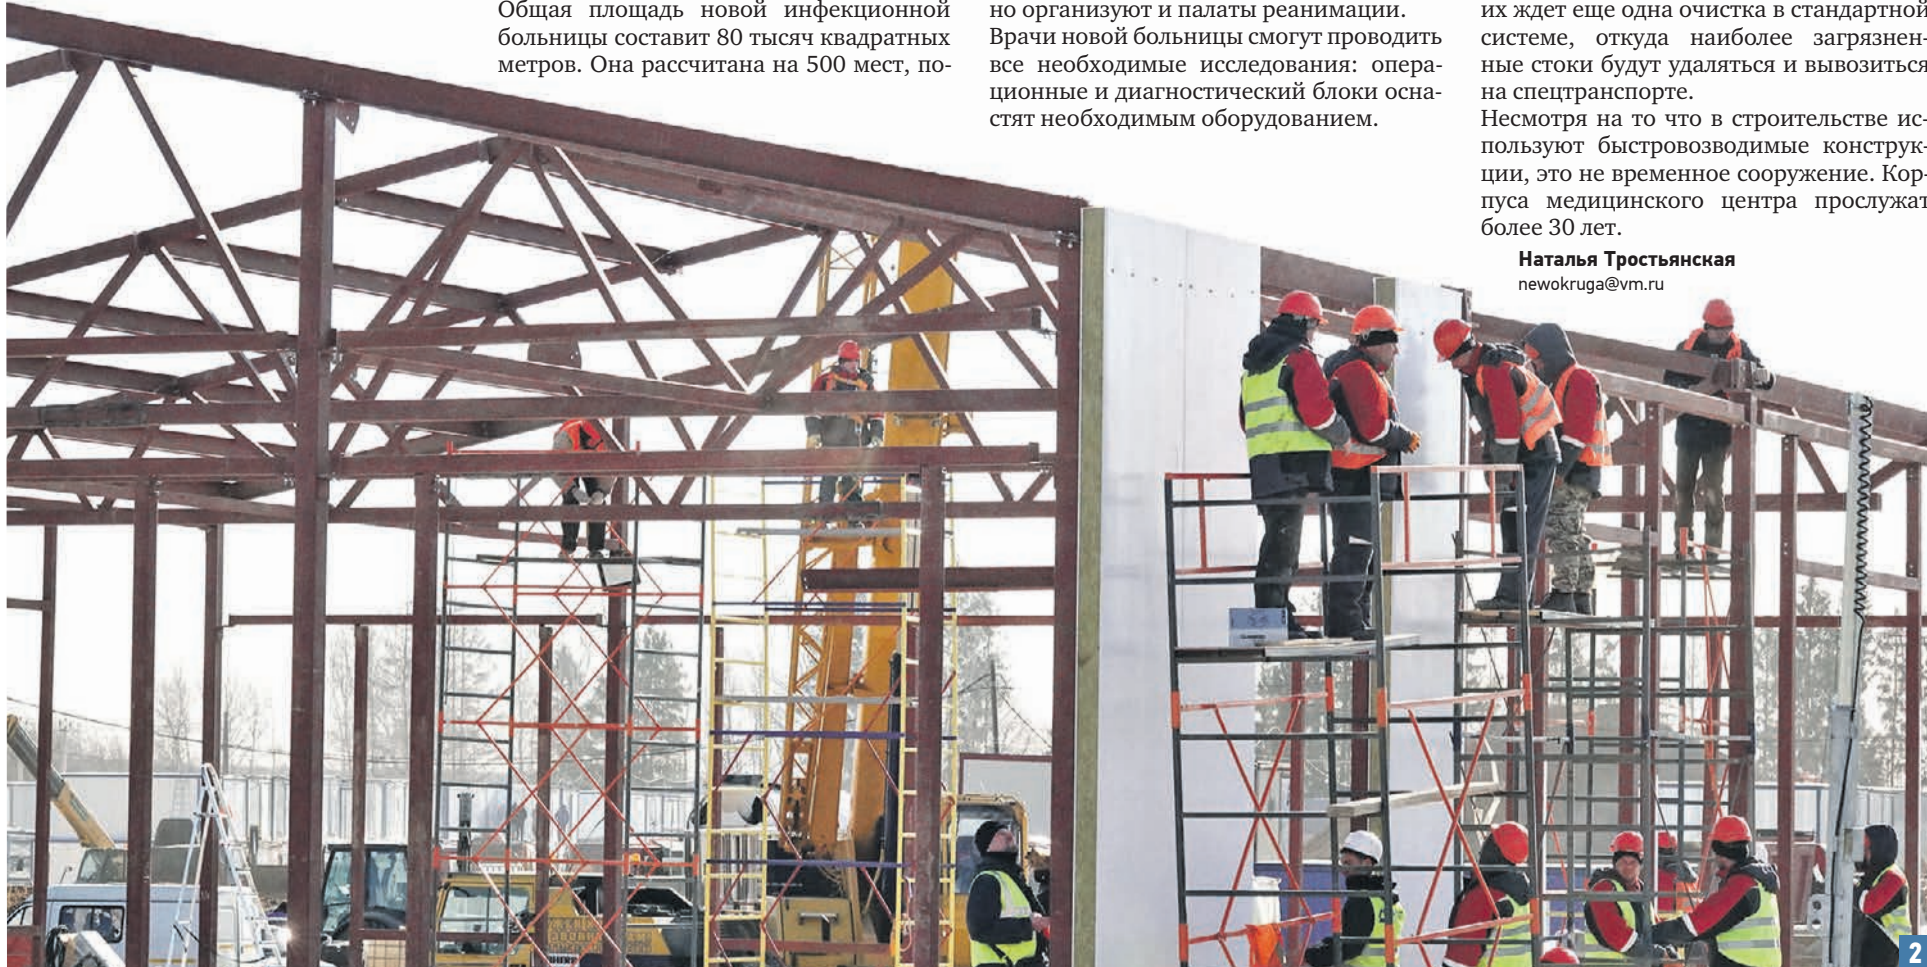 Общая площадь новой инфекционной
больницы составит 80 тысяч квадратных
метров. Она рассчитана на 500 мест, по-
но организуют и палаты реанимации.
Врачи новой больницы смогут проводить
все необходимые исследования: опера-
ционные и диагностический блоки осна-
стят необходимым оборудованием.
их ждет еще одна очистка в стандартной
системе, откуда наиболее загрязнен-
ные стоки будут удаляться и вывозиться
на спецтранспорте.
Несмотря на то что в строительстве ис-
пользуют быстровозводимые конструк-
ции, это не временное сооружение. Кор-
пуса медицинского центра прослужат
более 30 лет.
Наталья Тростьянская
newokruga@vm.ru
2